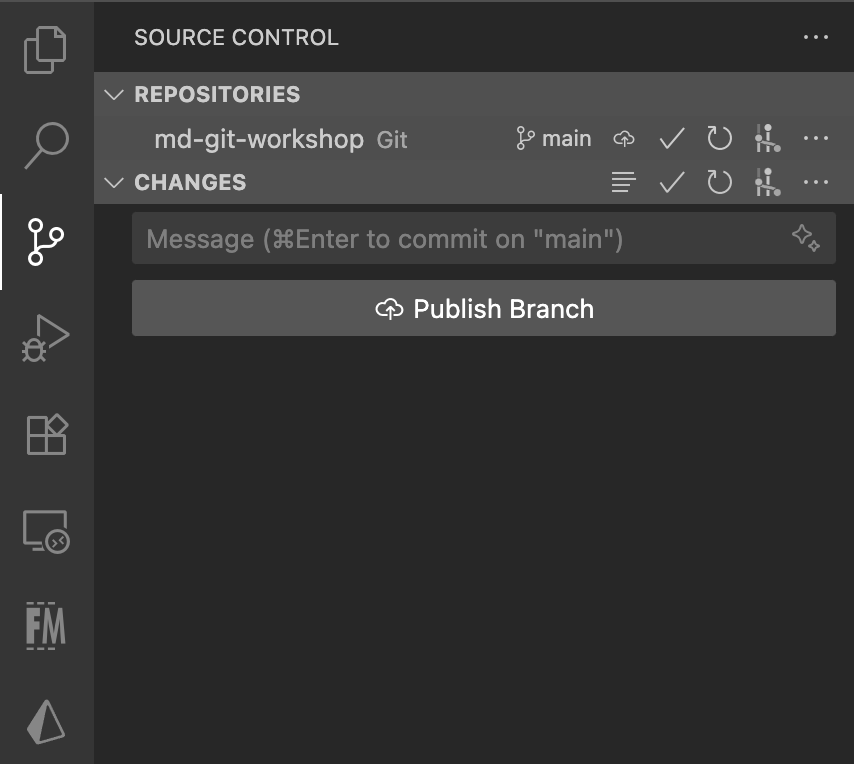 SOURCE CONTROL
REPOSITORIES
md-git-workshop Git main
CHANGES
Message (⌘Enter to commit on "main")
Publish Branch
FM